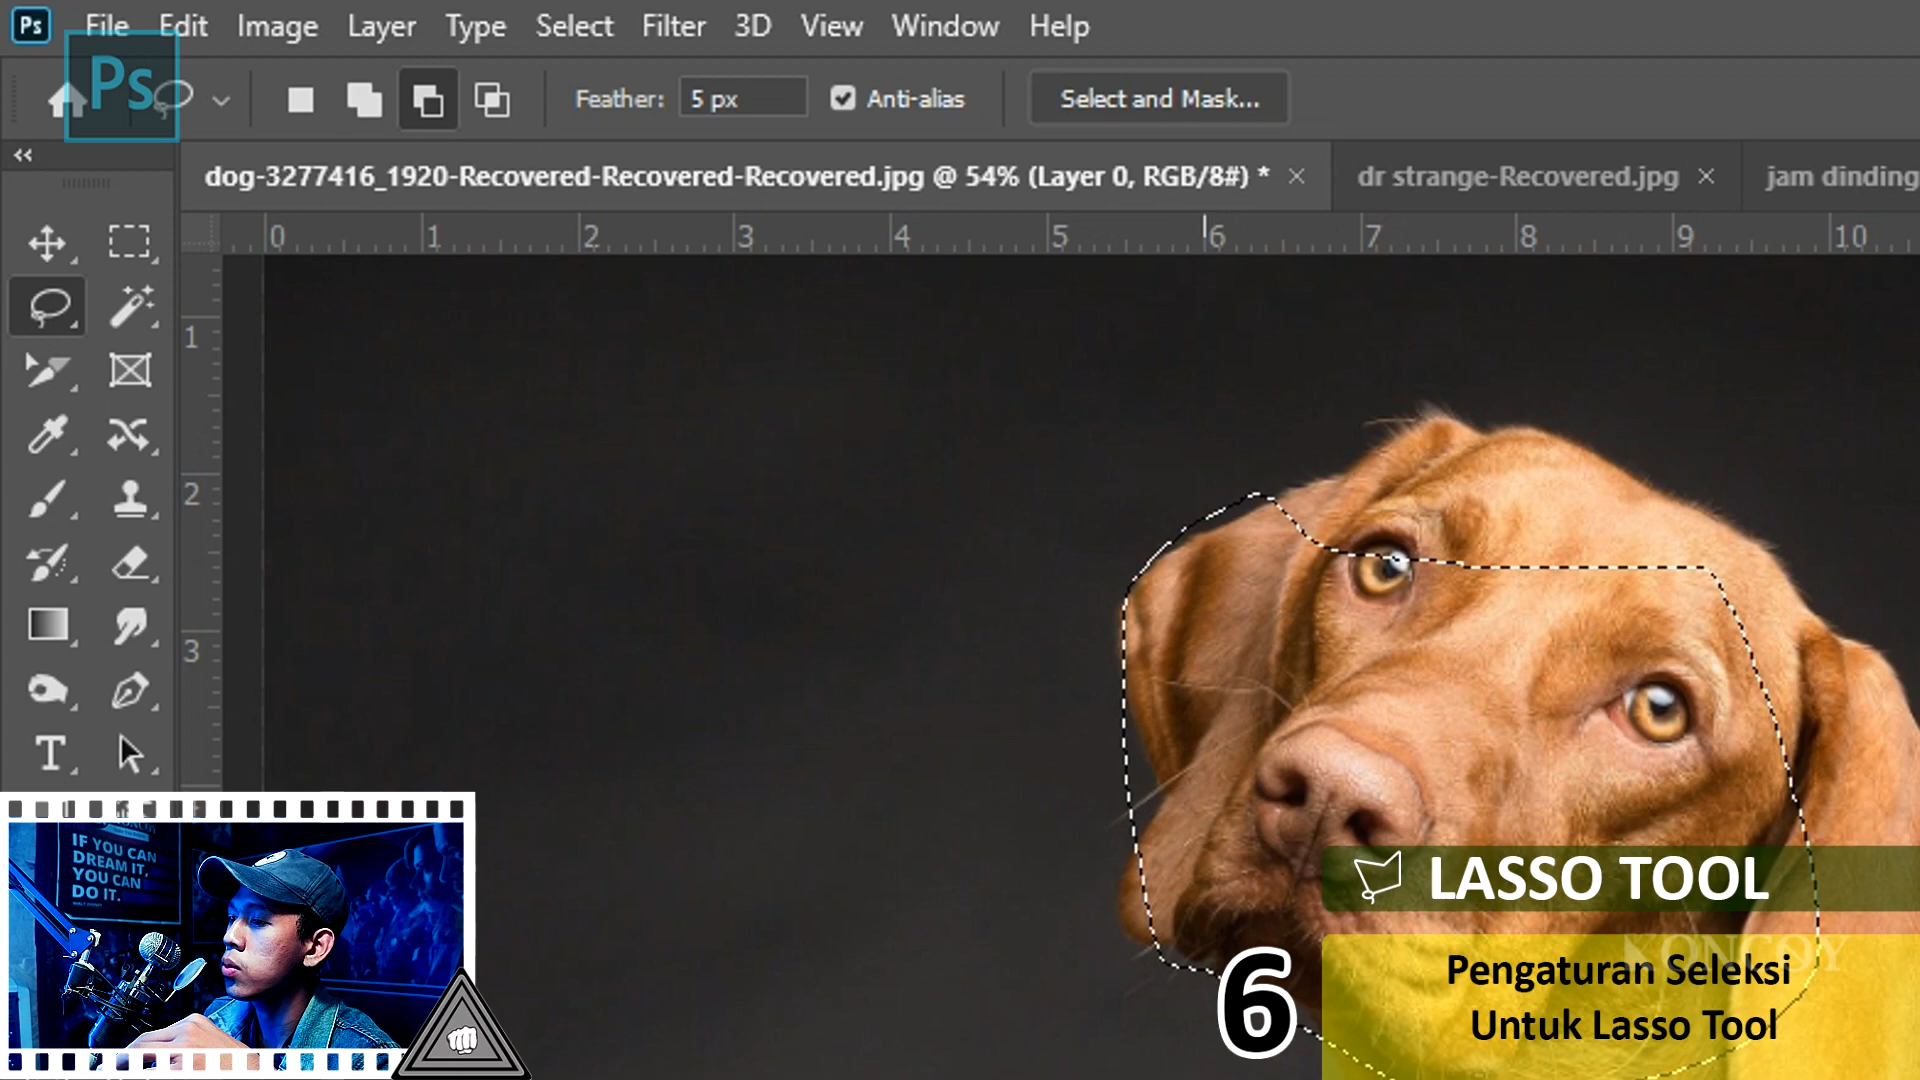 Ps File Edit Image Layer Type Select Filter 3D View Window Help
Ps
Feather: 5 px Anti-alias Select and Mask...
dog-3277416_1920-Recovered-Recovered-Recovered.jpg @ 54% (Layer 0, RGB/8#) * × dr strange-Recovered.jpg × jam dinding
0 1 2 3 4 5 6 7 8 9 10
1
2
3
T
IF YOU CAN
DREAM IT,
YOU CAN
DO IT.
LASSO TOOL
6
Pengaturan Seleksi
Untuk Lasso Tool